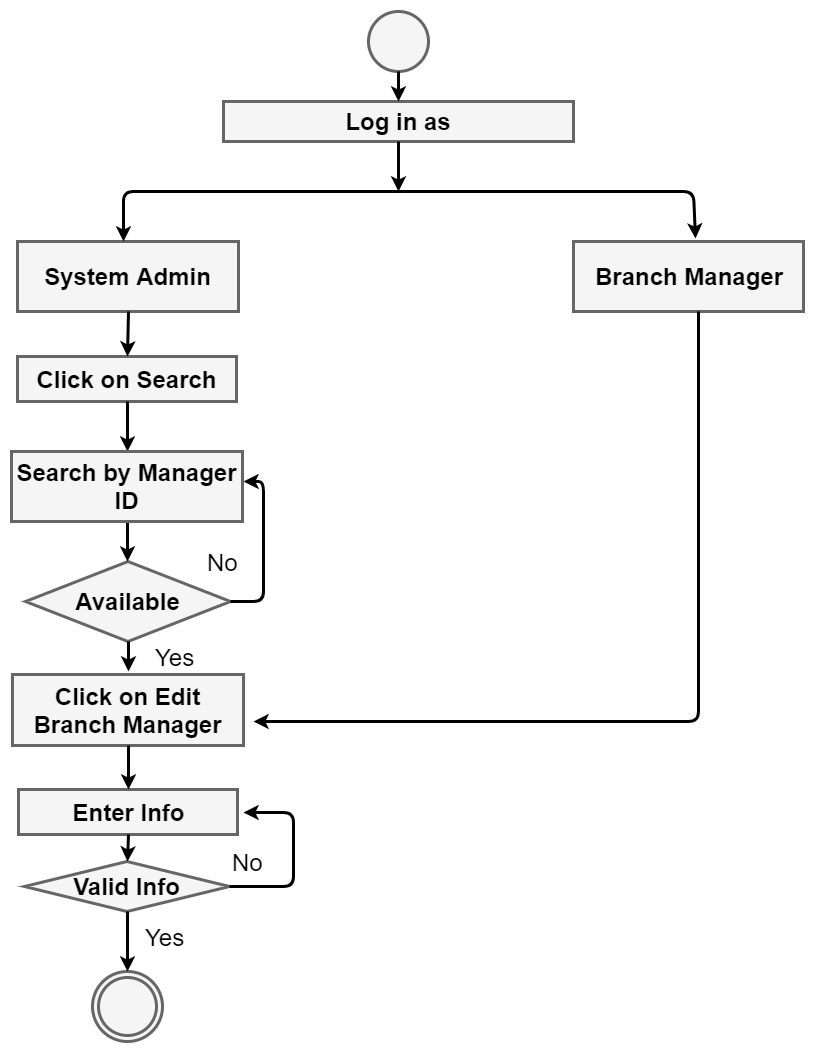 Log in as
System Admin
Branch Manager
Click on Search
Search by Manager
ID
No
Available
Yes
Click on Edit
Branch Manager
Enter Info
No
Valid Info
Yes